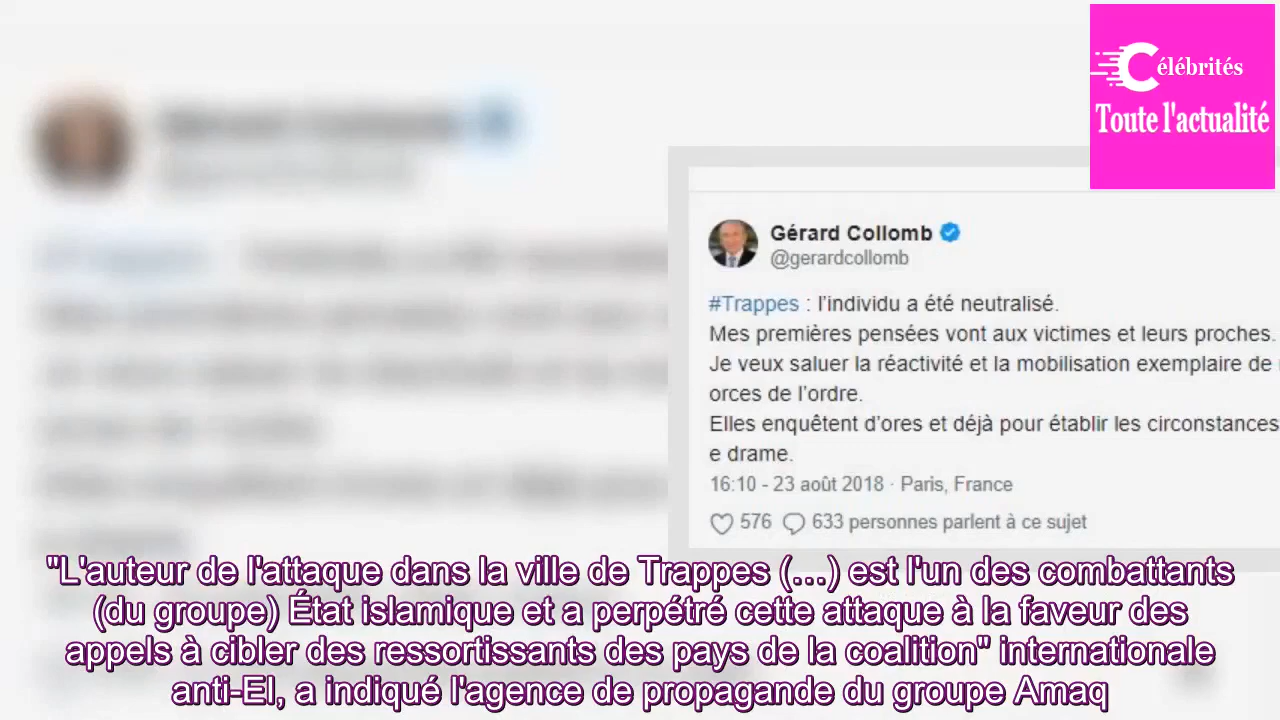 Célébrités
Toute l'actualité
Gérard Collomb
@gerardcollomb
#Trappes : l’individu a été neutralisé.
Mes premières pensées vont aux victimes et leurs proches.
Je veux saluer la réactivité et la mobilisation exemplaire de
orces de l’ordre.
Elles enquêtent d’ores et déjà pour établir les circonstances
e drame.
16:10 - 23 août 2018 · Paris, France
576 633 personnes parlent à ce sujet
"L'auteur de l'attaque dans la ville de Trappes (...) est l'un des combattants
(du groupe) État islamique et a perpétré cette attaque à la faveur des
appels à cibler des ressortissants des pays de la coalition" internationale
anti-EI, a indiqué l'agence de propagande du groupe Amaq